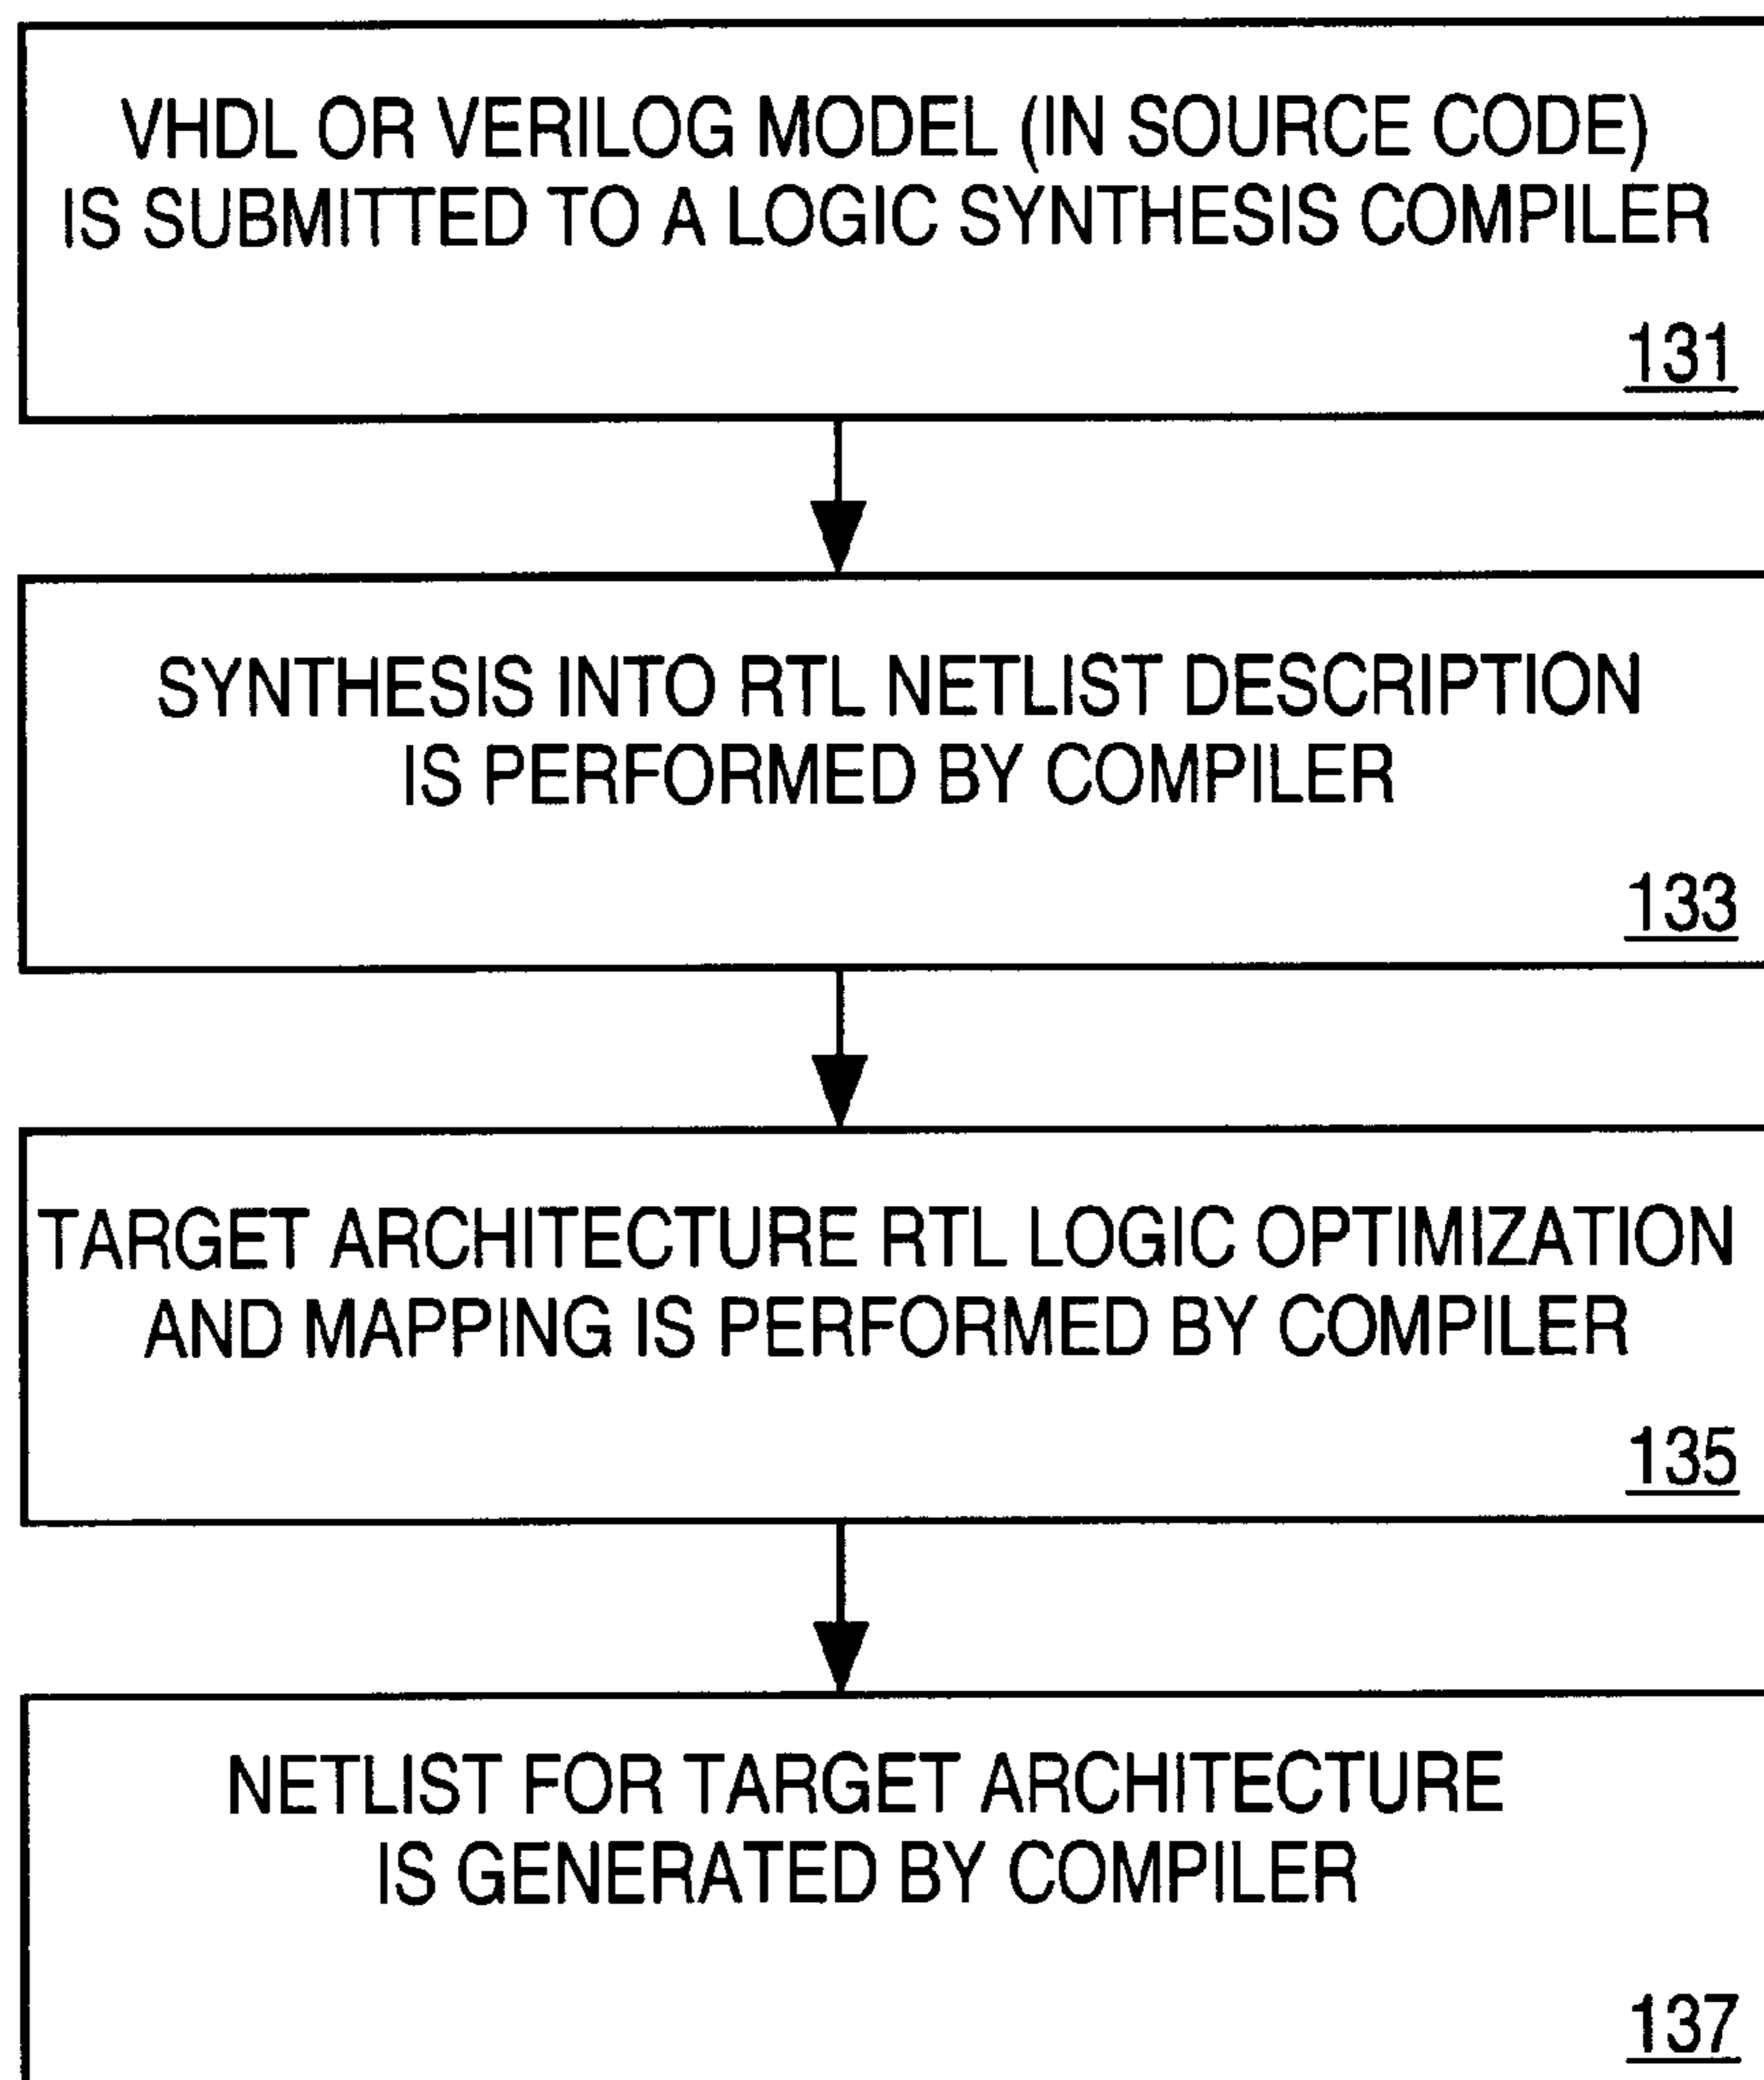 VHDL OR VERILOG MODEL (IN SOURCE CODE)
IS SUBMITTED TO A LOGIC SYNTHESIS COMPILER
131
SYNTHESIS INTO RTL NETLIST DESCRIPTION
IS PERFORMED BY COMPILER
133
TARGET ARCHITECTURE RTL LOGIC OPTIMIZATION
AND MAPPING IS PERFORMED BY COMPILER
135
NETLIST FOR TARGET ARCHITECTURE
IS GENERATED BY COMPILER
137